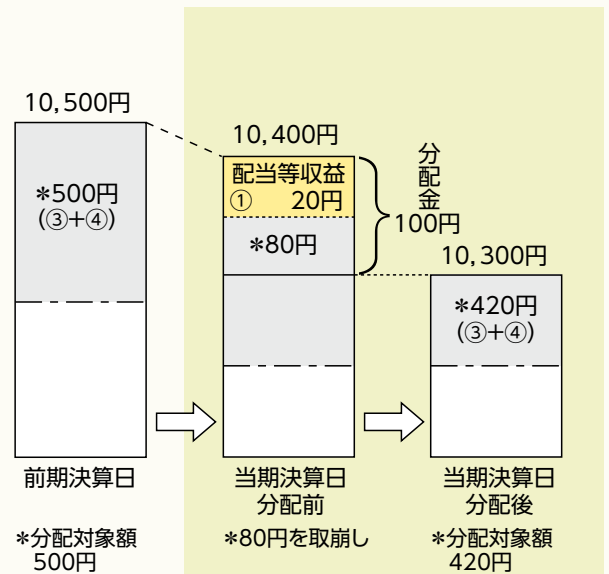 10,500円
*500円
(③+④)
前期決算日
*分配対象額
500円
10,400円
配当等収益
① 20円
*80円
分配金
100円
当期決算日
分配前
*80円を取崩し
10,300円
*420円
(③+④)
当期決算日
分配後
*分配対象額
420円